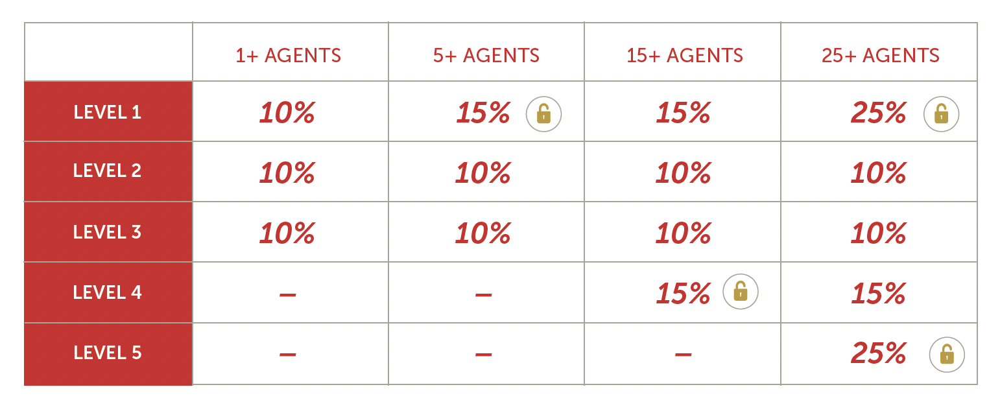 1+ AGENTS 5+ AGENTS 15+ AGENTS 25+ AGENTS
LEVEL 1 10% 15% 15% 25%
LEVEL 2 10% 10% 10% 10%
LEVEL 3 10% 10% 10% 10%
LEVEL 4 – – 15% 15%
LEVEL 5 – – – 25%